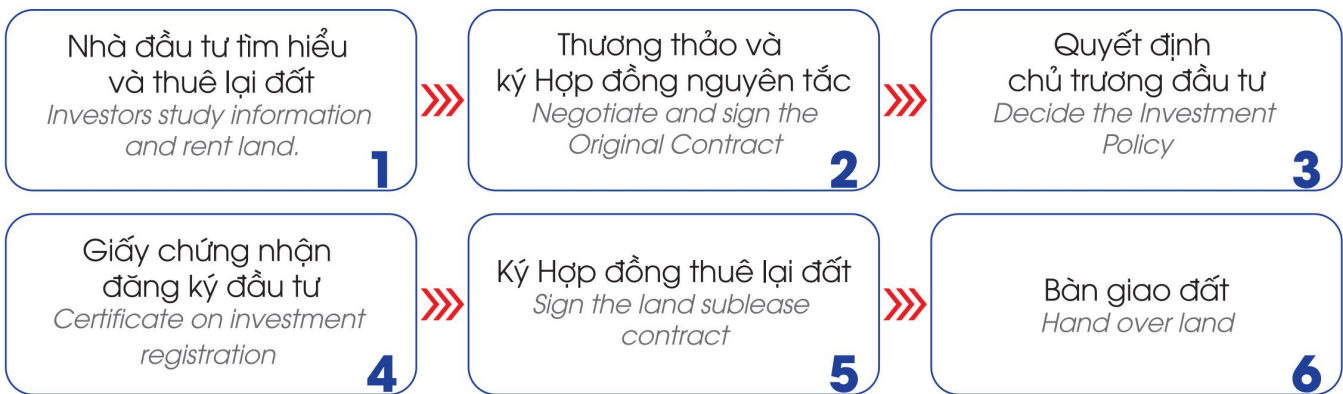 Nhà đầu tư tìm hiểu
và thuê lại đất
Investors study information
and rent land.
1
Thương thảo và
ký Hợp đồng nguyên tắc
Negotiate and sign the
Original Contract
2
Quyết định
chủ trương đầu tư
Decide the Investment
Policy
3
Giấy chứng nhận
đăng ký đầu tư
Certificate on investment
registration
4
Ký Hợp đồng thuê lại đất
Sign the land sublease
contract
5
Bàn giao đất
Hand over land
6